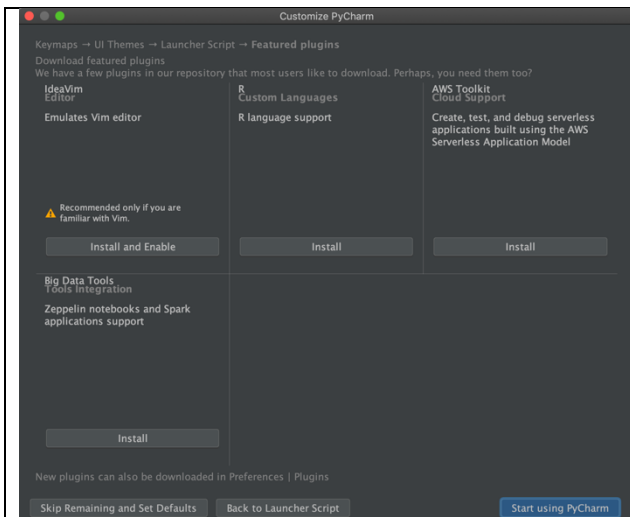 Customize PyCharm
Keymaps → UI Themes → Launcher Script → Featured plugins
Download featured plugins
We have a few plugins in our repository that most users like to download. Perhaps, you need them too?
IdeaVim
Editor
Emulates Vim editor
Recommended only if you are
familiar with Vim.
Install and Enable
R
Custom Languages
R language support
Install
AWS Toolkit
Cloud Support
Create, test, and debug serverless
applications built using the AWS
Serverless Application Model
Install
Big Data Tools
Tools Integration
Zeppelin notebooks and Spark
applications support
Install
New plugins can also be downloaded in Preferences | Plugins
Skip Remaining and Set Defaults
Back to Launcher Script
Start using PyCharm